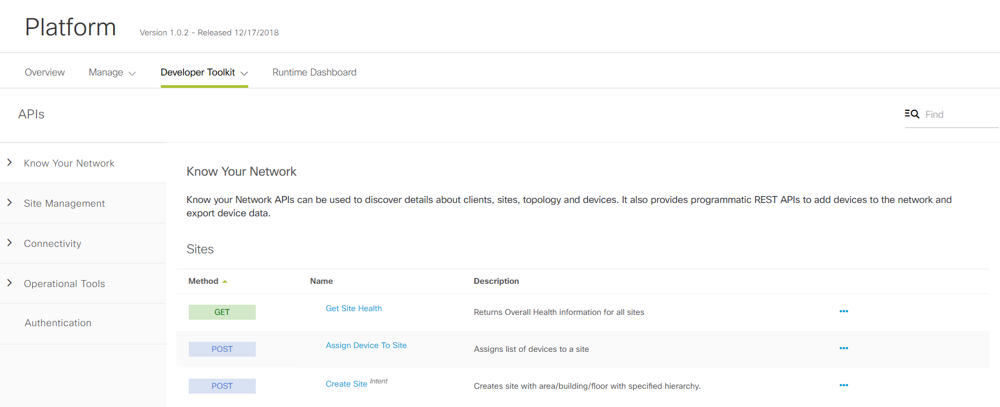 Platform Version 1.0.2 - Released 12/17/2018
Overview Manage Developer Toolkit Runtime Dashboard
APIs Find
Know Your Network
Site Management
Connectivity
Operational Tools
Authentication
Know Your Network
Know your Network APIs can be used to discover details about clients, sites, topology and devices. It also provides programmatic REST APIs to add devices to the network and
export device data.
Sites
Method Name Description
GET Get Site Health Returns Overall Health information for all sites
POST Assign Device To Site Assigns list of devices to a site
POST Create Site Intent Creates site with area/building/floor with specified hierarchy.